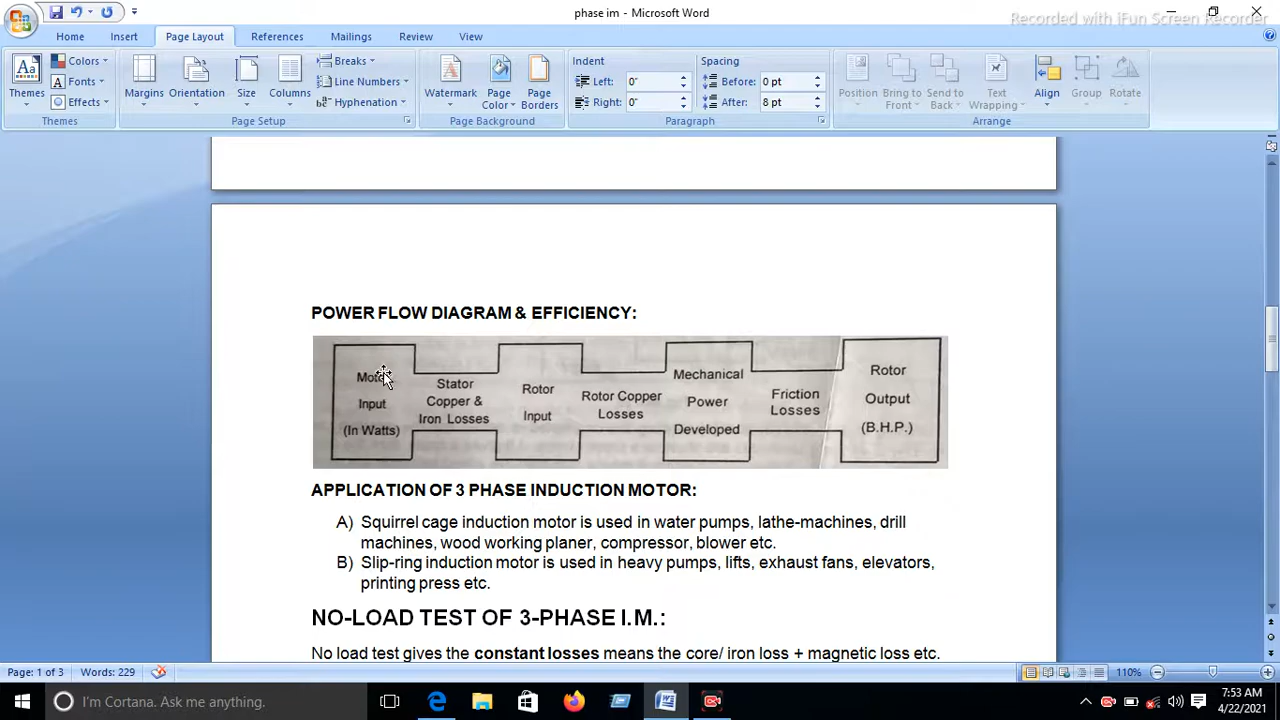 phase im - Microsoft Word
Recorded with iFun Screen Recorder
Home Insert Page Layout References Mailings Review View
Themes
Colors
Fonts
Effects
Themes
Margins Orientation Size Columns
Breaks
Line Numbers
Hyphenation
Page Setup
Watermark Page Color Page Borders
Page Background
Indent
Left: 0"
Right: 0"
Spacing
Before: 0 pt
After: 8 pt
Paragraph
Position Bring to Front Send to Back Text Wrapping Align Group Rotate
Arrange
POWER FLOW DIAGRAM & EFFICIENCY:
Motor
Input
(In Watts)
Stator
Copper &
Iron Losses
Rotor
Input
Rotor Copper
Losses
Mechanical
Power
Developed
Friction
Losses
Rotor
Output
(B.H.P.)
APPLICATION OF 3 PHASE INDUCTION MOTOR:
A) Squirrel cage induction motor is used in water pumps, lathe-machines, drill
machines, wood working planer, compressor, blower etc.
B) Slip-ring induction motor is used in heavy pumps, lifts, exhaust fans, elevators,
printing press etc.
NO-LOAD TEST OF 3-PHASE I.M.:
No load test gives the constant losses means the core/ iron loss + magnetic loss etc.
Page: 1 of 3 Words: 229 110%
I'm Cortana. Ask me anything.
7:53 AM
4/22/2021